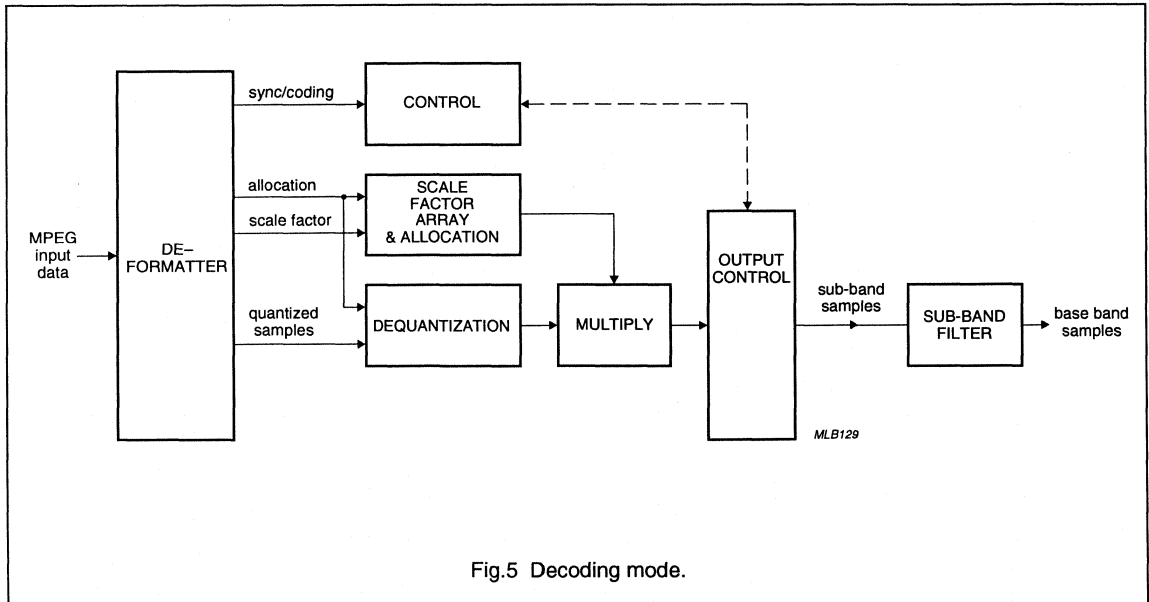 MPEG
input
data
DE–
FORMATTER
sync/coding
allocation
scale factor
quantized
samples
CONTROL
SCALE
FACTOR
ARRAY
& ALLOCATION
DEQUANTIZATION
MULTIPLY
OUTPUT
CONTROL
sub-band
samples
SUB-BAND
FILTER
base band
samples
MLB129
Fig.5 Decoding mode.